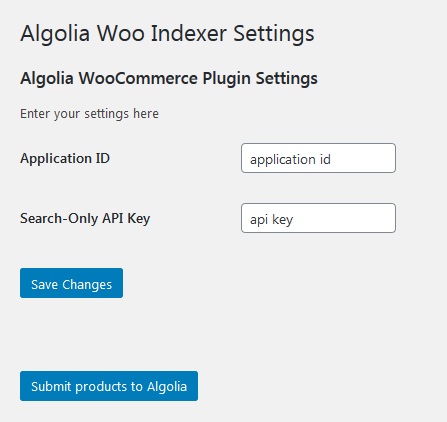 Algolia Woo Indexer Settings
Algolia WooCommerce Plugin Settings
Enter your settings here
Application ID application id
Search-Only API Key api key
Save Changes
Submit products to Algolia